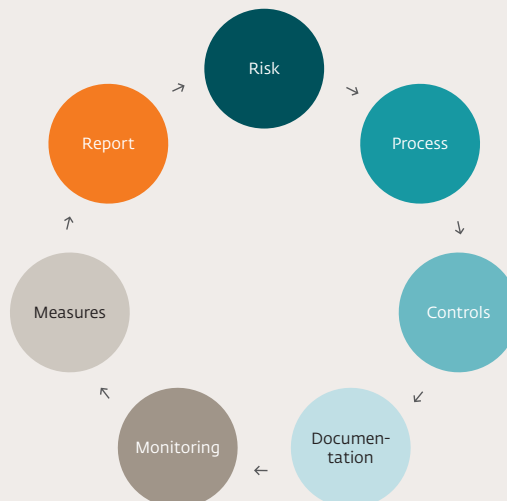 Risk
Process
Controls
Documen-
tation
Monitoring
Measures
Report